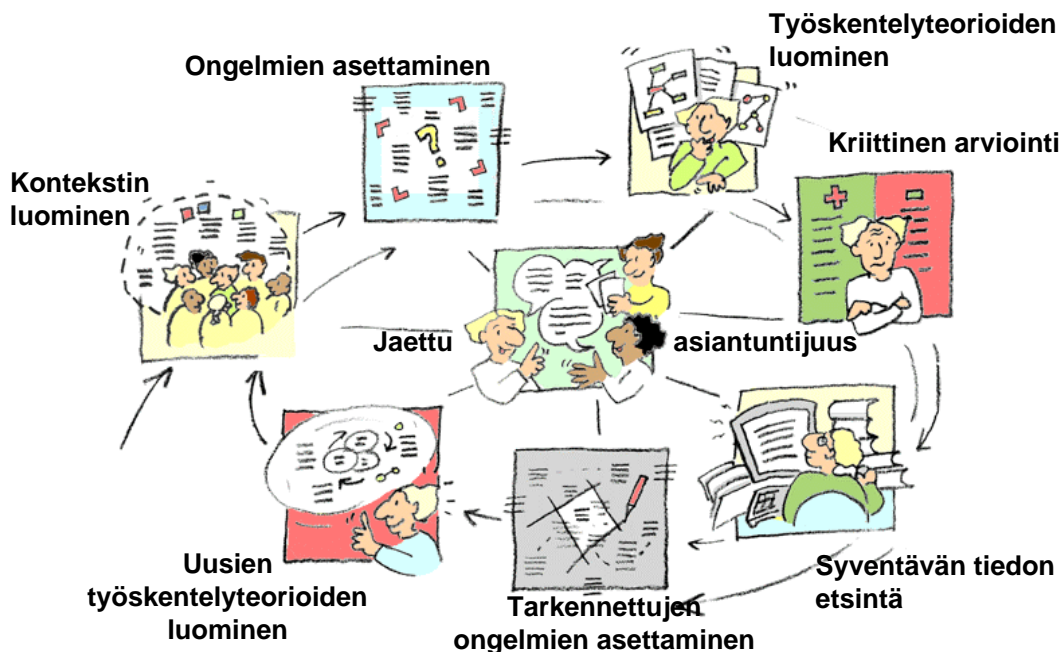 Työskentelyteorioiden
luominen
Ongelmien asettaminen
Kriittinen arviointi
Kontekstin
luominen
?
Jaettu
asiantuntijuus
Uusien
työskentelyteorioiden
luominen
Tarkennettujen
ongelmien asettaminen
Syventävän tiedon
etsintä